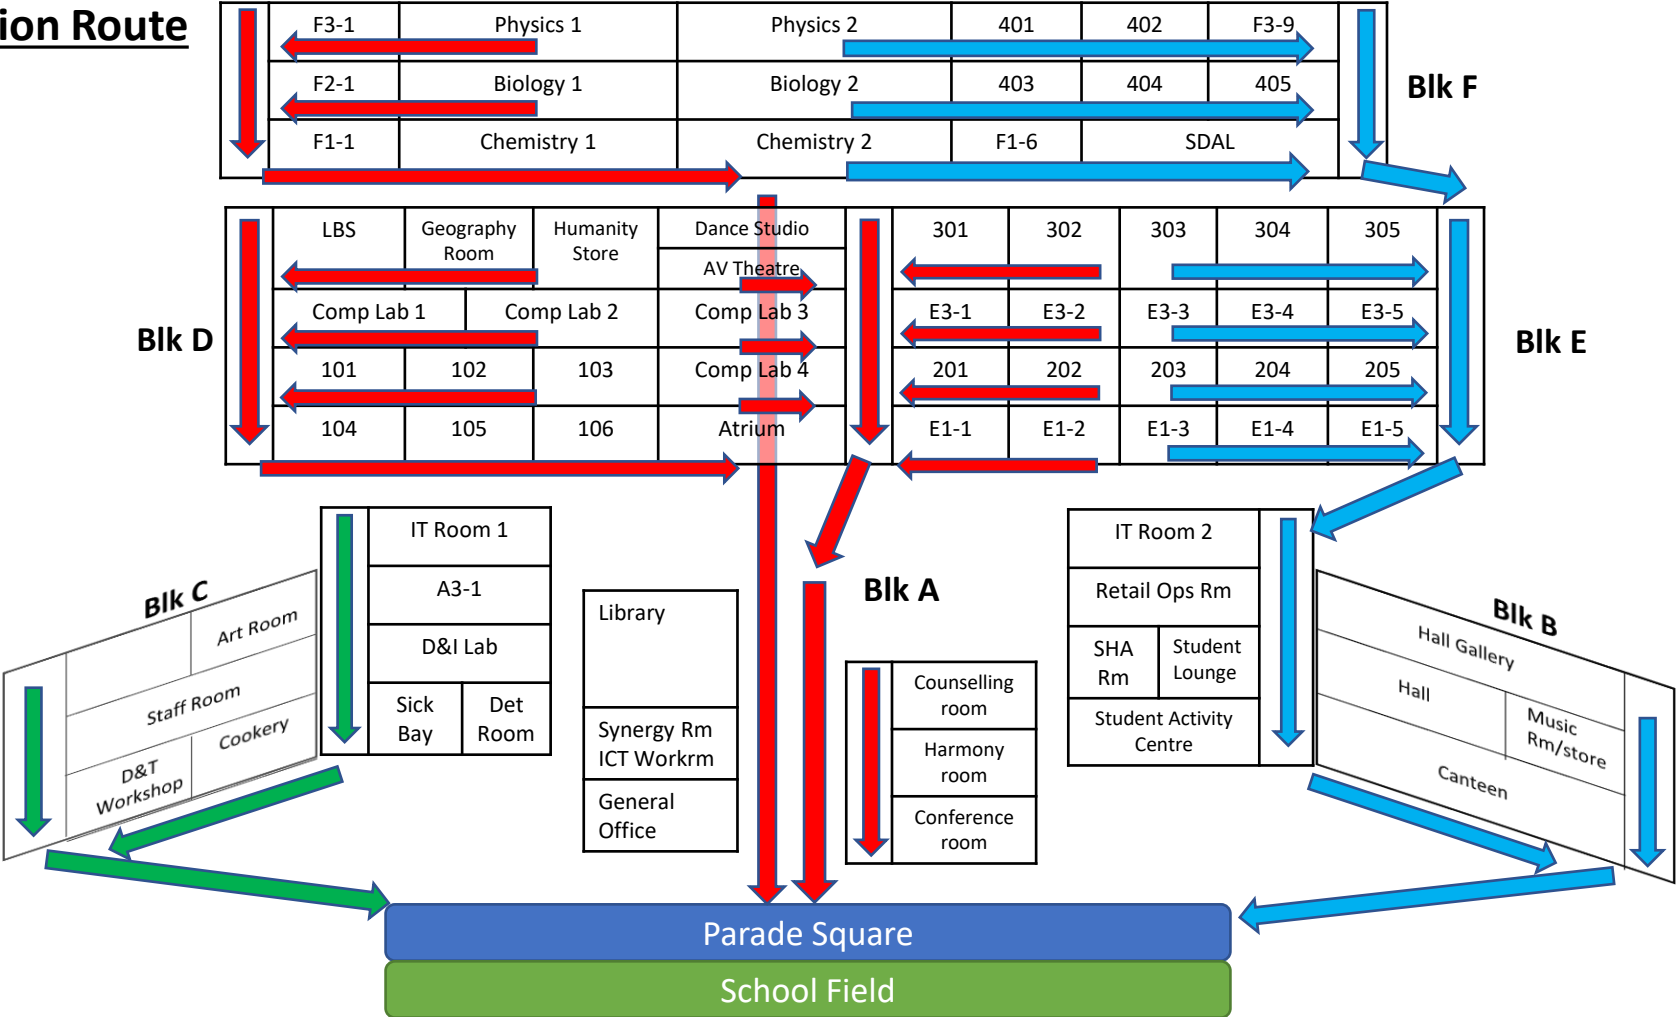 ion Route
F3-1 Physics 1 Physics 2 401 402 F3-9
F2-1 Biology 1 Biology 2 403 404 405
Blk F
F1-1 Chemistry 1 Chemistry 2 F1-6 SDAL
LBS Geography Room Humanity Store Dance Studio 301 302 303 304 305
AV Theatre
Comp Lab 1 Comp Lab 2 Comp Lab 3 E3-1 E3-2 E3-3 E3-4 E3-5
Blk D
Blk E
101 102 103 Comp Lab 4 201 202 203 204 205
104 105 106 Atrium E1-1 E1-2 E1-3 E1-4 E1-5
IT Room 1
A3-1
D&I Lab
Sick Bay
Det Room
Blk C
Art Room
Staff Room
Cookery
D&T
Workshop
Library
Synergy Rm
ICT Workrm
General
Office
Blk A
Counselling
room
Harmony
room
Conference
room
IT Room 2
Retail Ops Rm
SHA
Rm
Student
Lounge
Student Activity
Centre
Blk B
Hall Gallery
Hall
Music
Rm/store
Canteen
Parade Square
School Field